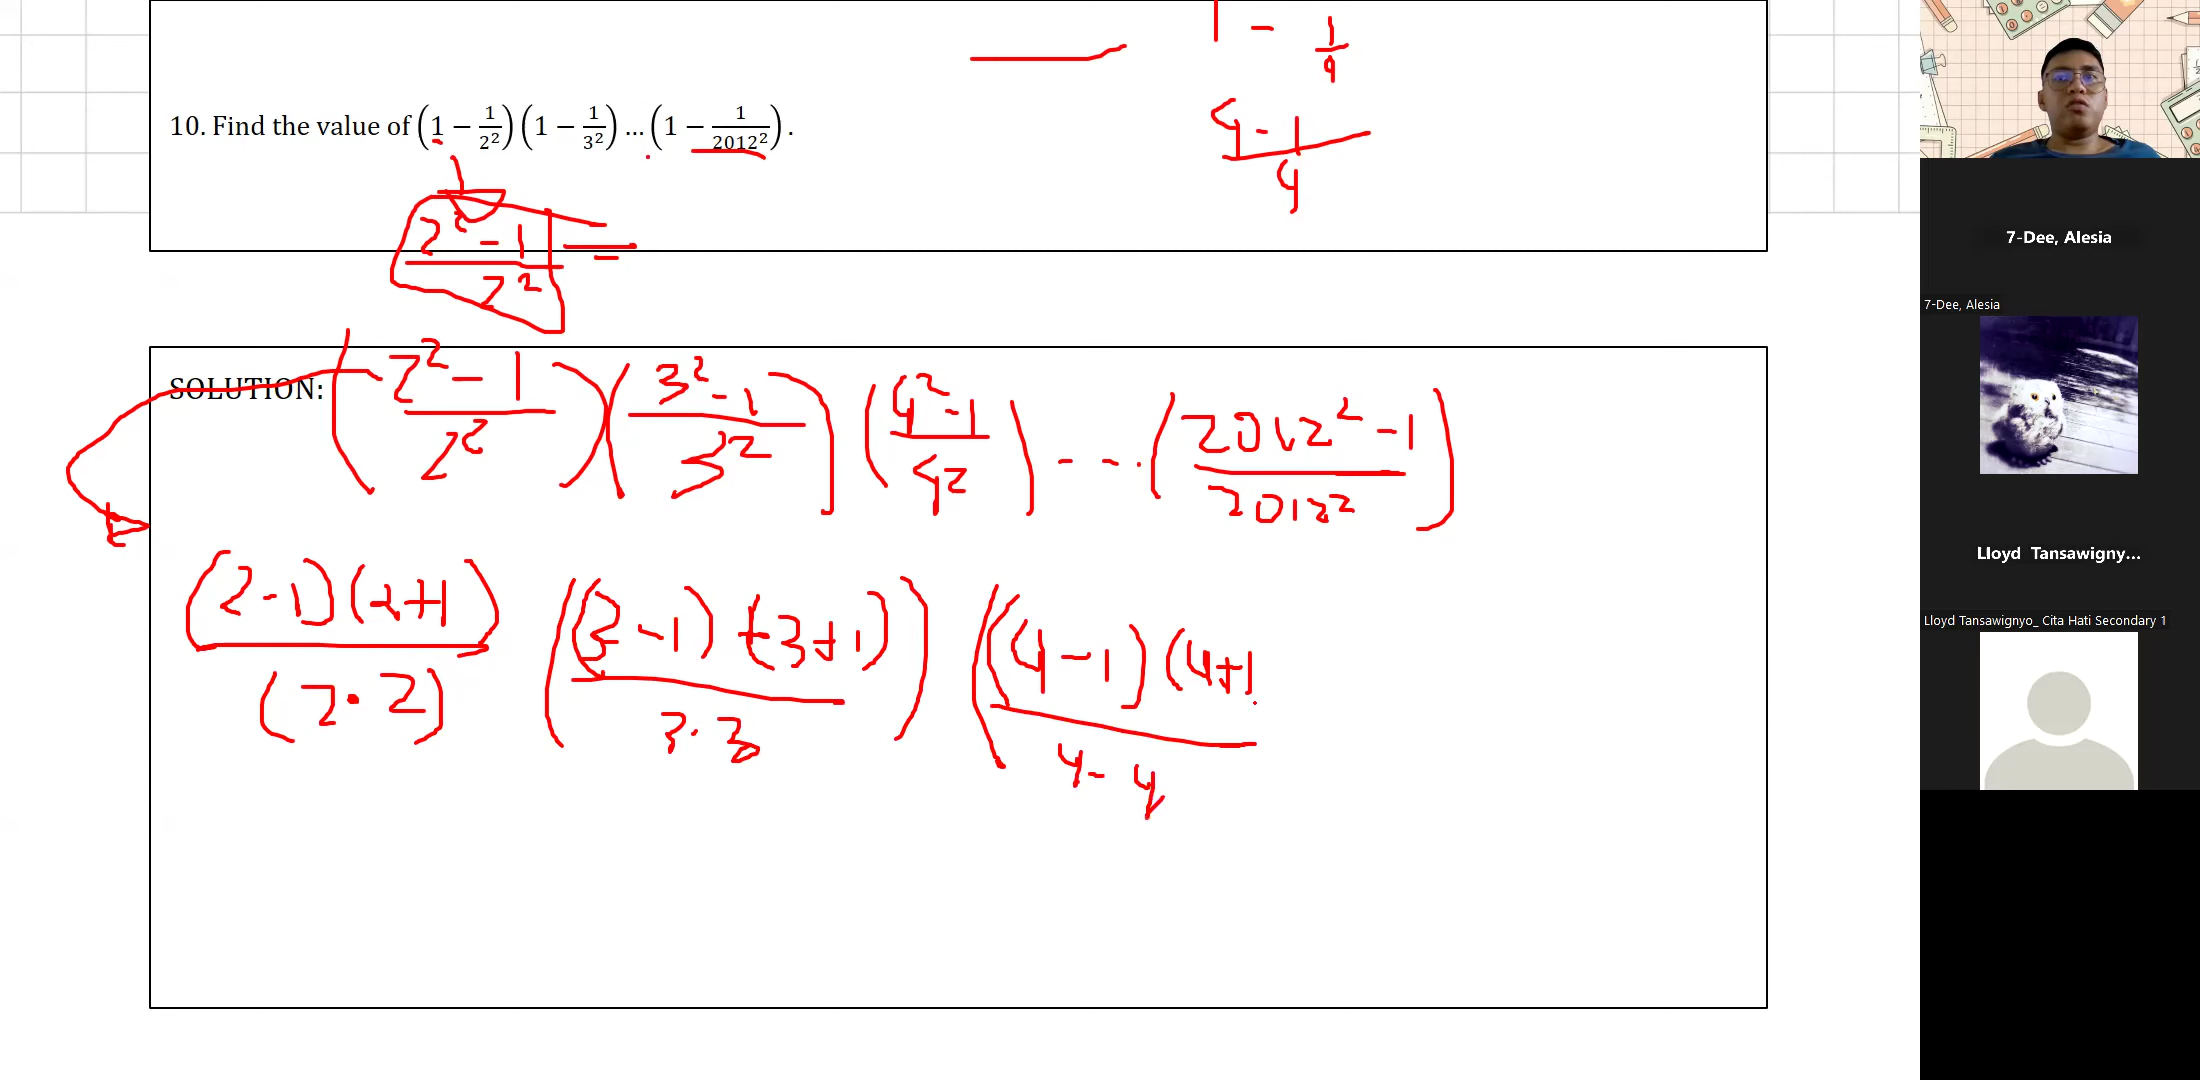 1 - 1/9
10. Find the value of (1 − 1/2²)(1 − 1/3²) … (1 − 1/2012²).
4 - 1
4
1
2² - 1 =
2²
SOLUTION: (2² - 1 / 2²)(3² - 1 / 3²)(4² - 1 / 4²) - - . (2012² - 1 / 2012²)
((2 - 1)(2+1) / (2 · 2)) ((3 - 1)(3+1) / 3 · 3) ((4 - 1)(4+1 / 4 - 4
7-Dee, Alesia
7-Dee, Alesia
Lloyd Tansawigny...
Lloyd Tansawignyo_ Cita Hati Secondary 1